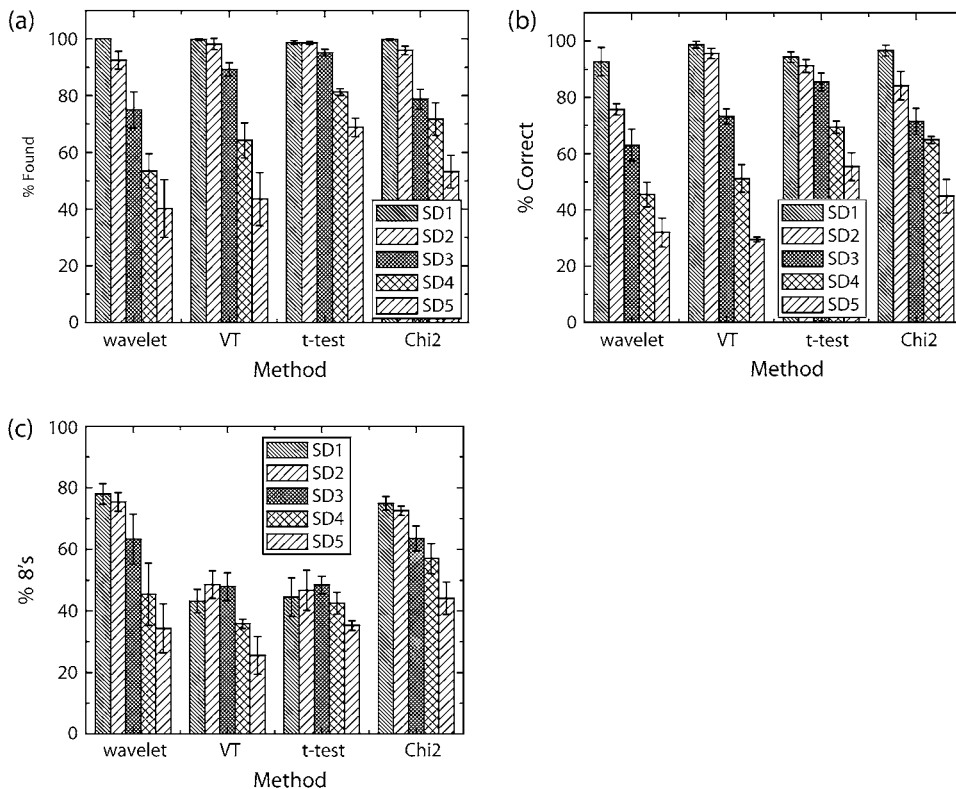 (a)
100
80
60
40
20
0
% Found
SD1
SD2
SD3
SD4
SD5
wavelet VT t-test Chi2
Method
(b)
100
80
60
40
20
0
% Correct
SD1
SD2
SD3
SD4
SD5
wavelet VT t-test Chi2
Method
(c)
100
80
60
40
20
0
% 8's
SD1
SD2
SD3
SD4
SD5
wavelet VT t-test Chi2
Method